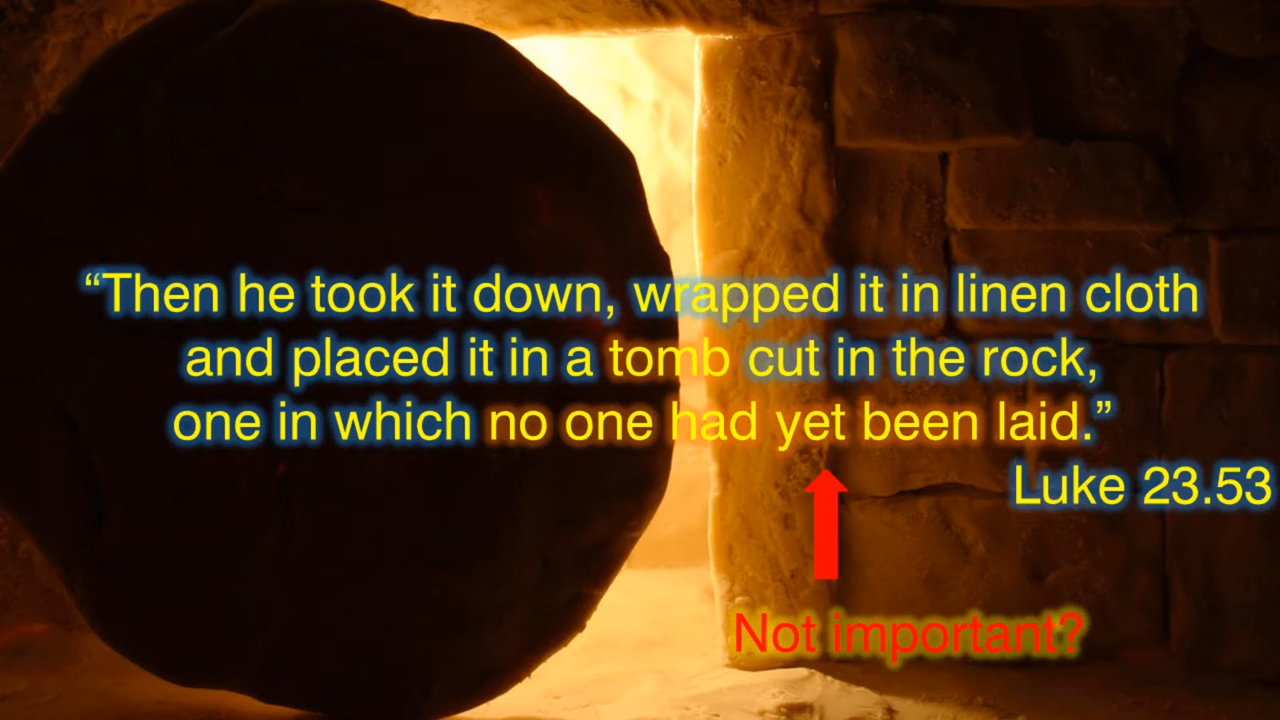 “Then he took it down, wrapped it in linen cloth
and placed it in a tomb cut in the rock,
one in which no one had yet been laid.”
Luke 23.53
Not important?